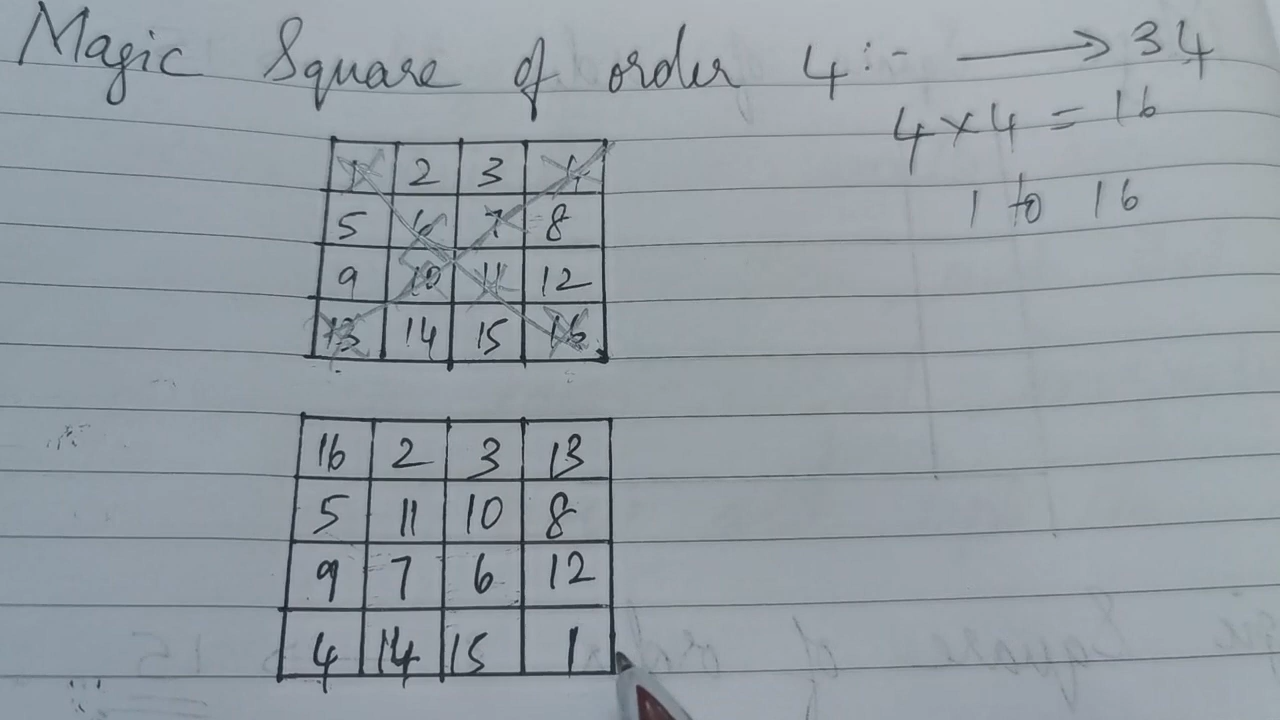 Magic Square of order 4:- → 34
4 x 4 = 16
1 to 16
1 2 3 4
5 6 7 8
9 10 11 12
13 14 15 16
16 2 3 13
5 11 10 8
9 7 6 12
4 14 15 1